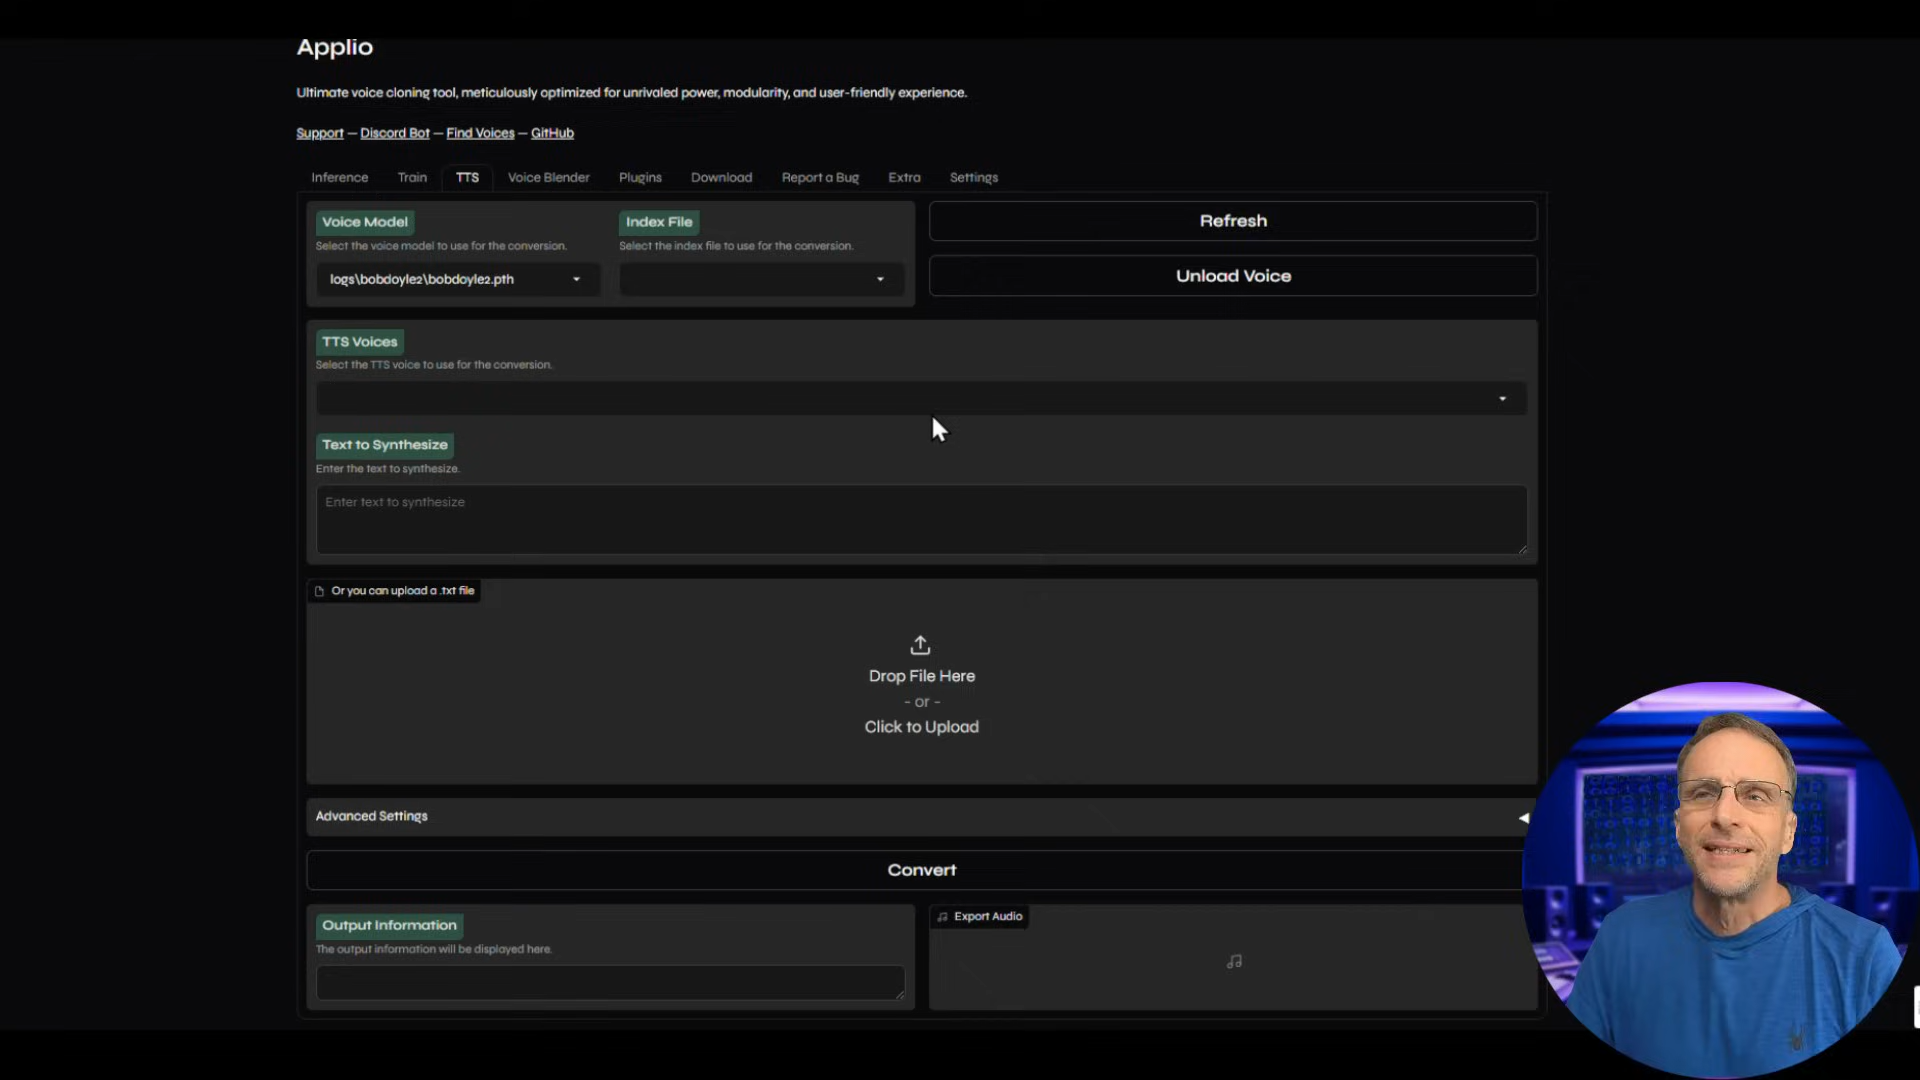 Applio
Ultimate voice cloning tool, meticulously optimized for unrivaled power, modularity, and user-friendly experience.
Support — Discord Bot — Find Voices — GitHub
Inference Train TTS Voice Blender Plugins Download Report a Bug Extra Settings
Voice Model
Select the voice model to use for the conversion.
logs\bobdoyle2\bobdoyle2.pth
Index File
Select the index file to use for the conversion.
Refresh
Unload Voice
TTS Voices
Select the TTS voice to use for the conversion.
Text to Synthesize
Enter the text to synthesize.
Enter text to synthesize
Or you can upload a .txt file
Drop File Here
- or -
Click to Upload
Advanced Settings
Convert
Output Information
The output information will be displayed here.
Export Audio